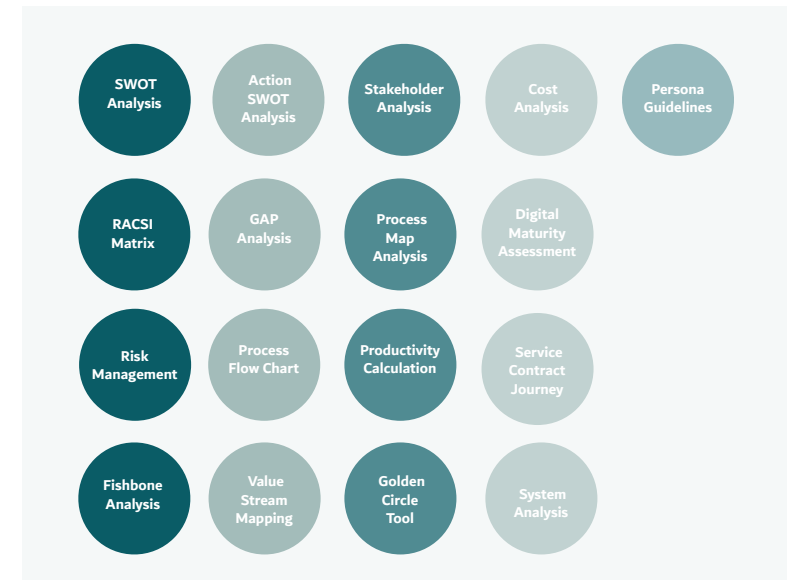 SWOT
Analysis
Action
SWOT
Analysis
Stakeholder
Analysis
Cost
Analysis
Persona
Guidelines
RACSI
Matrix
GAP
Analysis
Process
Map
Analysis
Digital
Maturity
Assessment
Risk
Management
Process
Flow Chart
Productivity
Calculation
Service
Contract
Journey
Fishbone
Analysis
Value
Stream
Mapping
Golden
Circle
Tool
System
Analysis